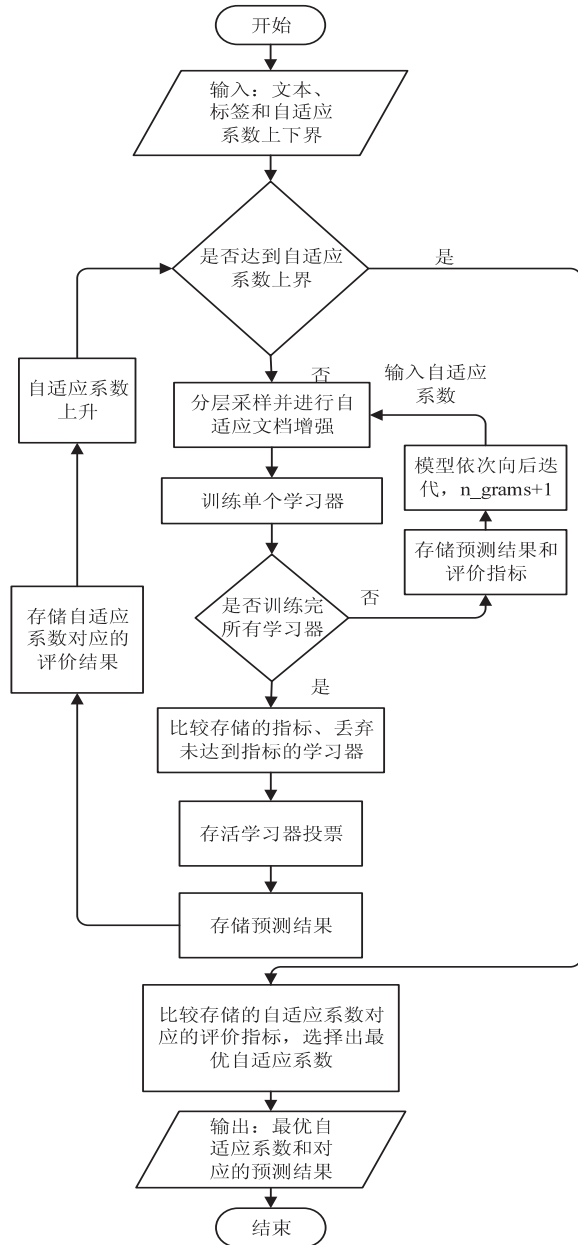 开始
输入：文本、
标签和自适应
系数上下界
是否达到自适应
系数上界
是
否
输入自适应
系数
自适应系数
上升
分层采样并进行自
适应文档增强
模型依次向后迭
代，n_grams+1
训练单个学习器
存储预测结果和
评价指标
是否训练完
所有学习器
否
存储自适应
系数对应的
评价结果
是
比较存储的指标、丢弃
未达到指标的学习器
存活学习器投票
存储预测结果
比较存储的自适应系数对
应的评价指标，选择出最
优自适应系数
输出：最优自
适应系数和对
应的预测结果
结束